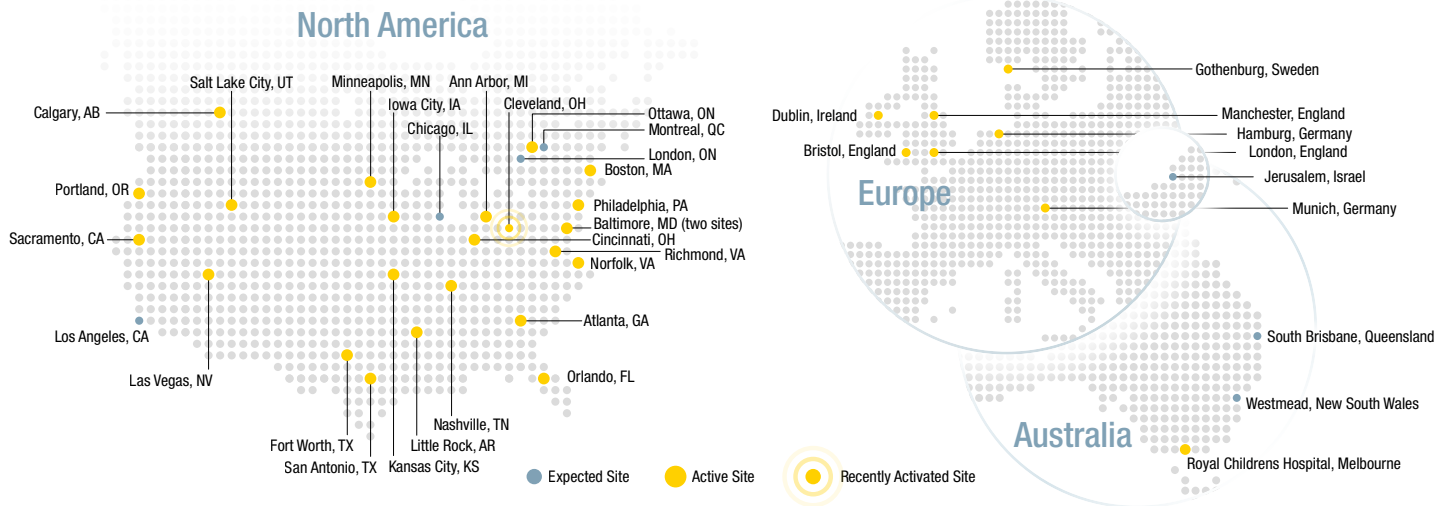 North America
Salt Lake City, UT
Minneapolis, MN
Ann Arbor, MI
Iowa City, IA
Cleveland, OH
Calgary, AB
Chicago, IL
Ottawa, ON
Montreal, QC
London, ON
Boston, MA
Portland, OR
Philadelphia, PA
Baltimore, MD (two sites)
Sacramento, CA
Cincinnati, OH
Richmond, VA
Norfolk, VA
Los Angeles, CA
Atlanta, GA
Las Vegas, NV
Orlando, FL
Nashville, TN
Fort Worth, TX
Little Rock, AR
San Antonio, TX
Kansas City, KS
Expected Site
Active Site
Recently Activated Site
Gothenburg, Sweden
Dublin, Ireland
Manchester, England
Hamburg, Germany
Bristol, England
London, England
Jerusalem, Israel
Europe
Munich, Germany
South Brisbane, Queensland
Westmead, New South Wales
Australia
Royal Childrens Hospital, Melbourne